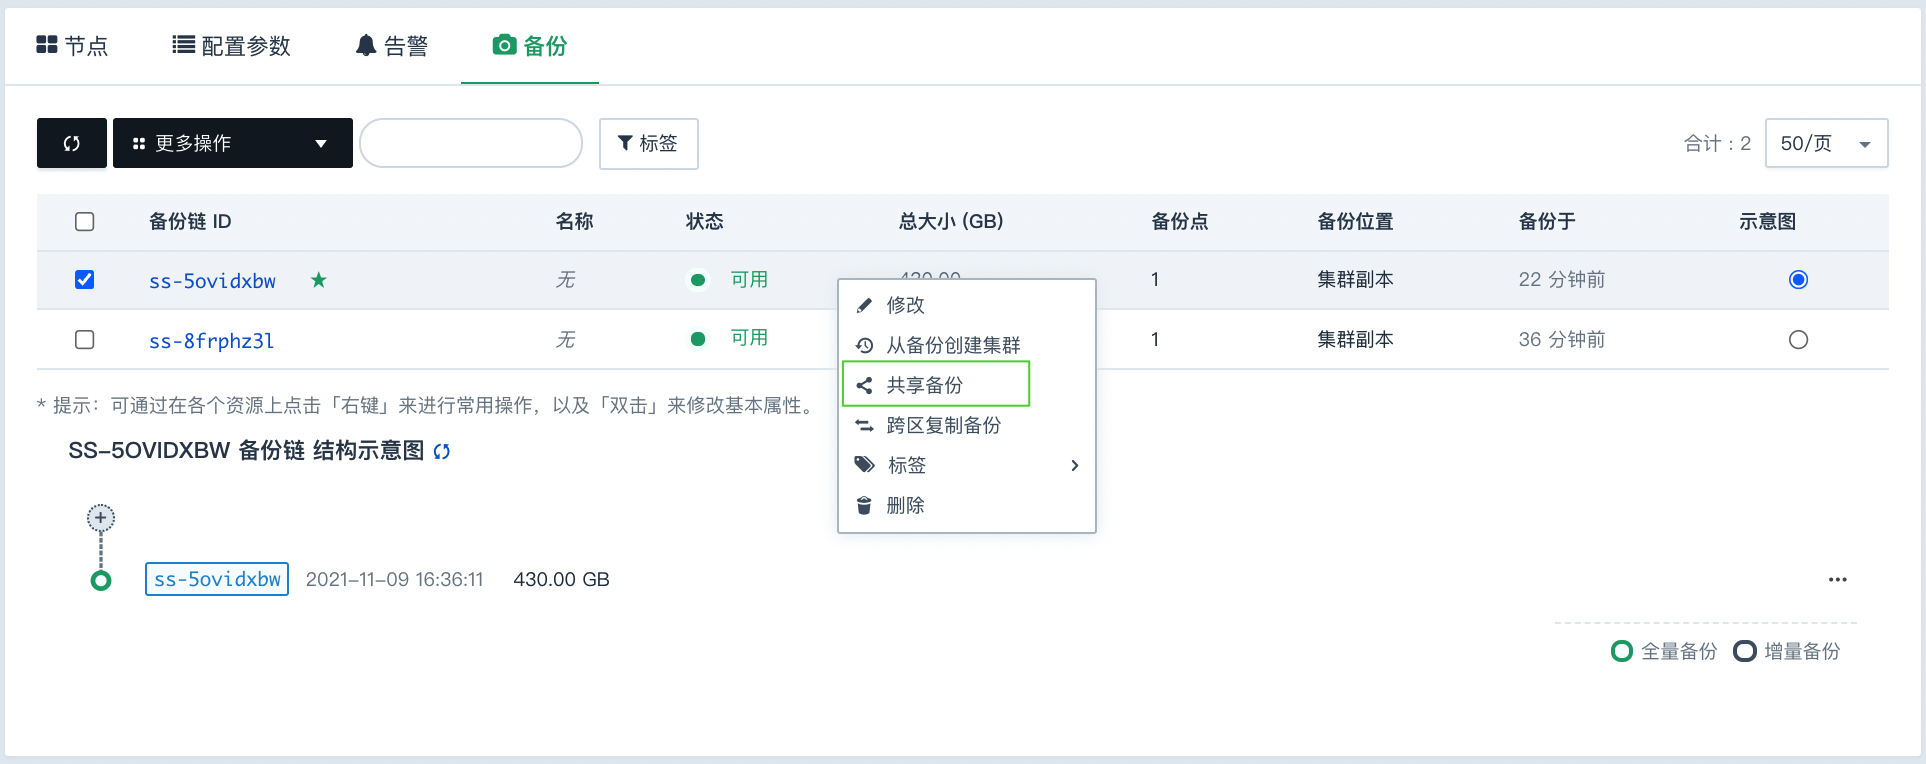 节点 配置参数 告警 备份
更多操作 标签 合计：2 50/页
备份链 ID 名称 状态 总大小 (GB) 备份点 备份位置 备份于 示意图
ss-5ovidxbw 无 可用 430.00 1 集群副本 22 分钟前
ss-8frphz3l 无 可用 1 集群副本 36 分钟前
修改
从备份创建集群
共享备份
跨区复制备份
标签
删除
* 提示：可通过在各个资源上点击「右键」来进行常用操作，以及「双击」来修改基本属性。
SS-5OVIDXBW 备份链 结构示意图
ss-5ovidxbw 2021-11-09 16:36:11 430.00 GB
全量备份 增量备份